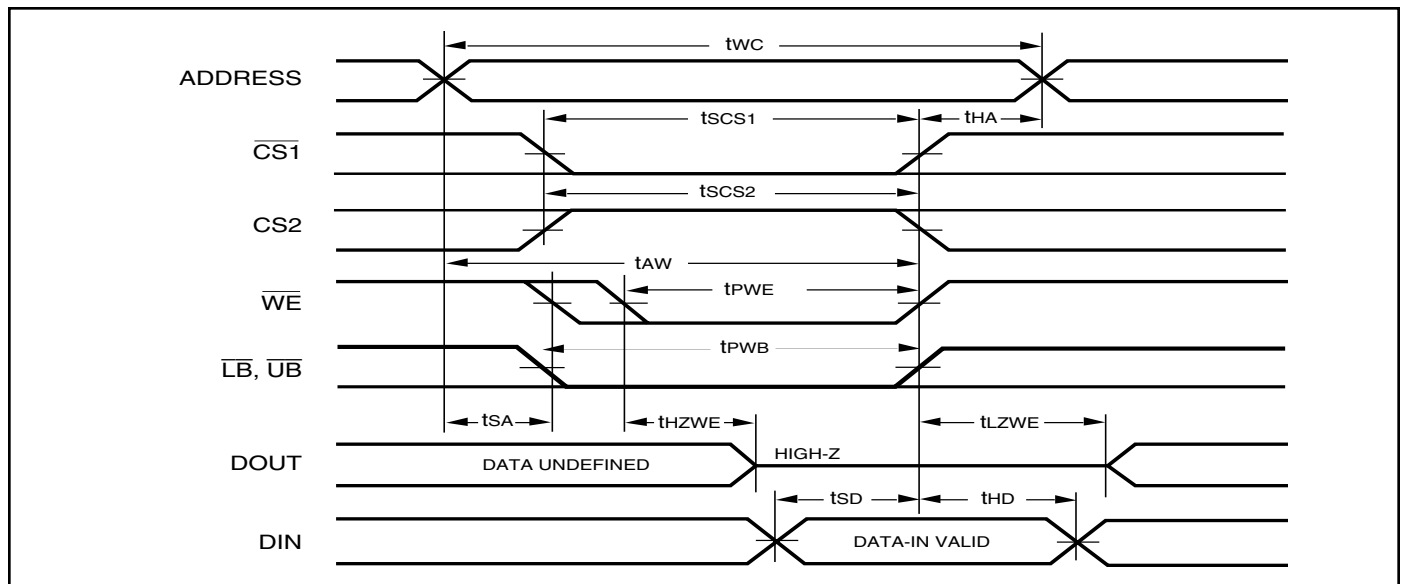 tWC
ADDRESS
tSCS1
tHA
CS1
tSCS2
CS2
tAW
WE
tPWE
tPWB
LB, UB
tSA
tHZWE
tLZWE
DOUT
DATA UNDEFINED
HIGH-Z
tSD
tHD
DIN
DATA-IN VALID